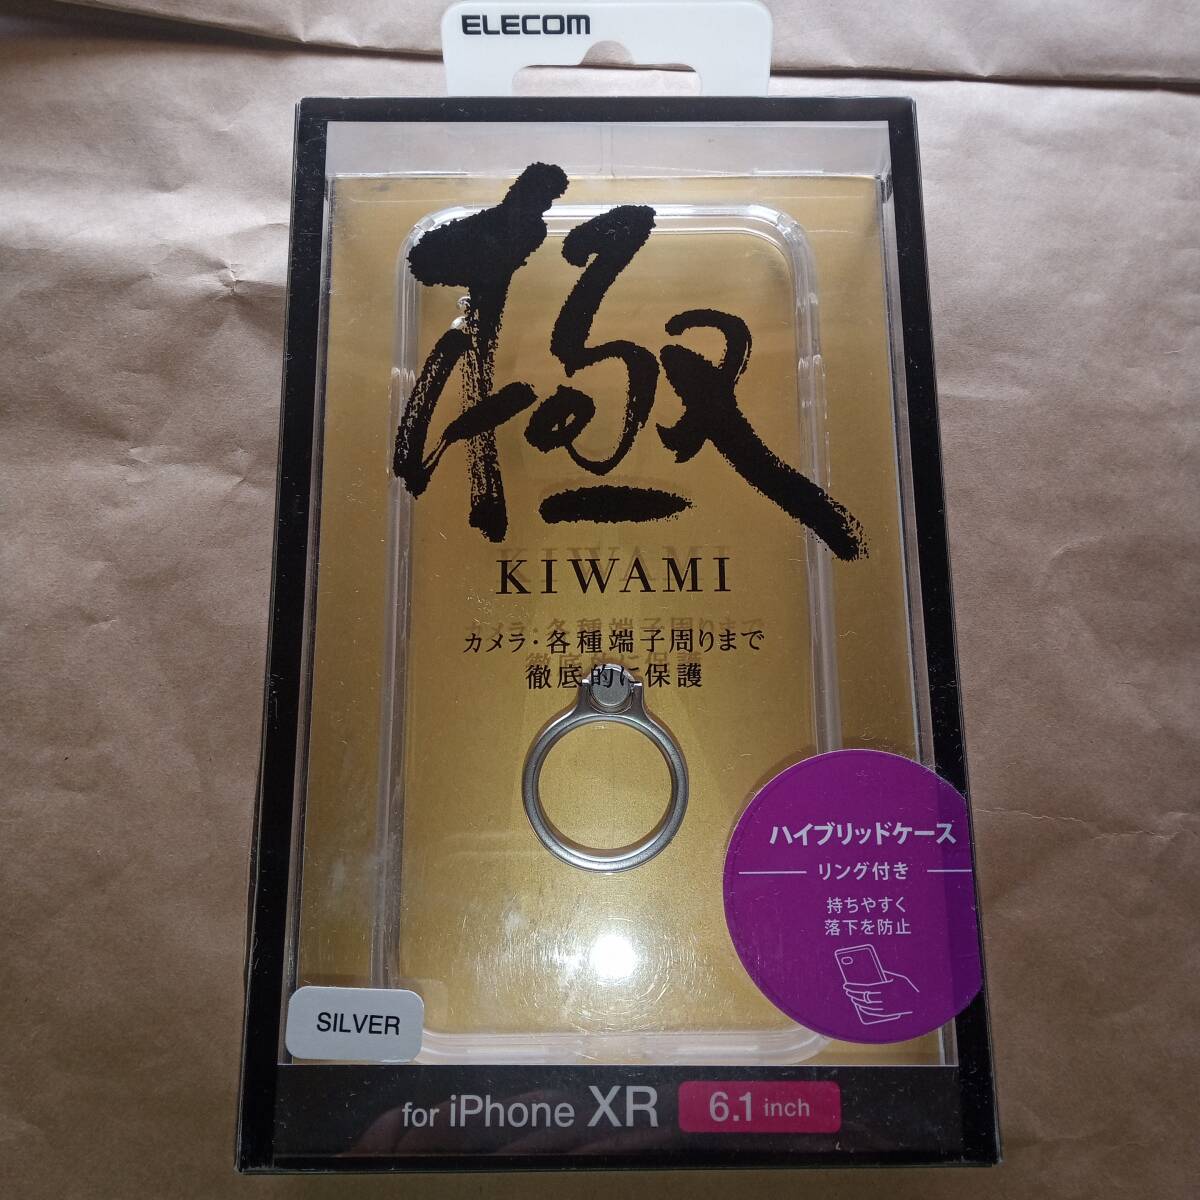 ELECOM
極
KIWAMI
カメラ・各種端子周りまで
徹底的に保護
ハイブリッドケース
リング付き
持ちやすく
落下を防止
SILVER
for iPhone XR 6.1 inch